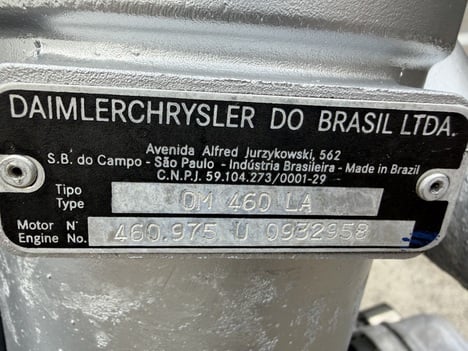 DAIMLERCHRYSLER DO BRASIL LTDA.
Avenida Alfred Jurzykowski, 562
S.B. do Campo - São Paulo - Indústria Brasileira - Made in Brazil
C.N.P.J. 59.104.273/0001-29
Tipo
Type OM 460 LA
Motor N°
Engine No. 460.975 U 0932958